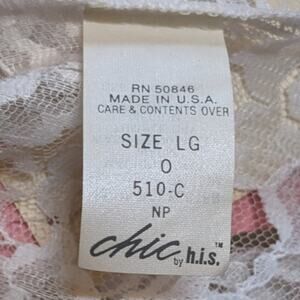 RN 50846
MADE IN U.S.A.
CARE & CONTENTS OVER
SIZE LG
O
510-C
NP
chic by h.i.s.™